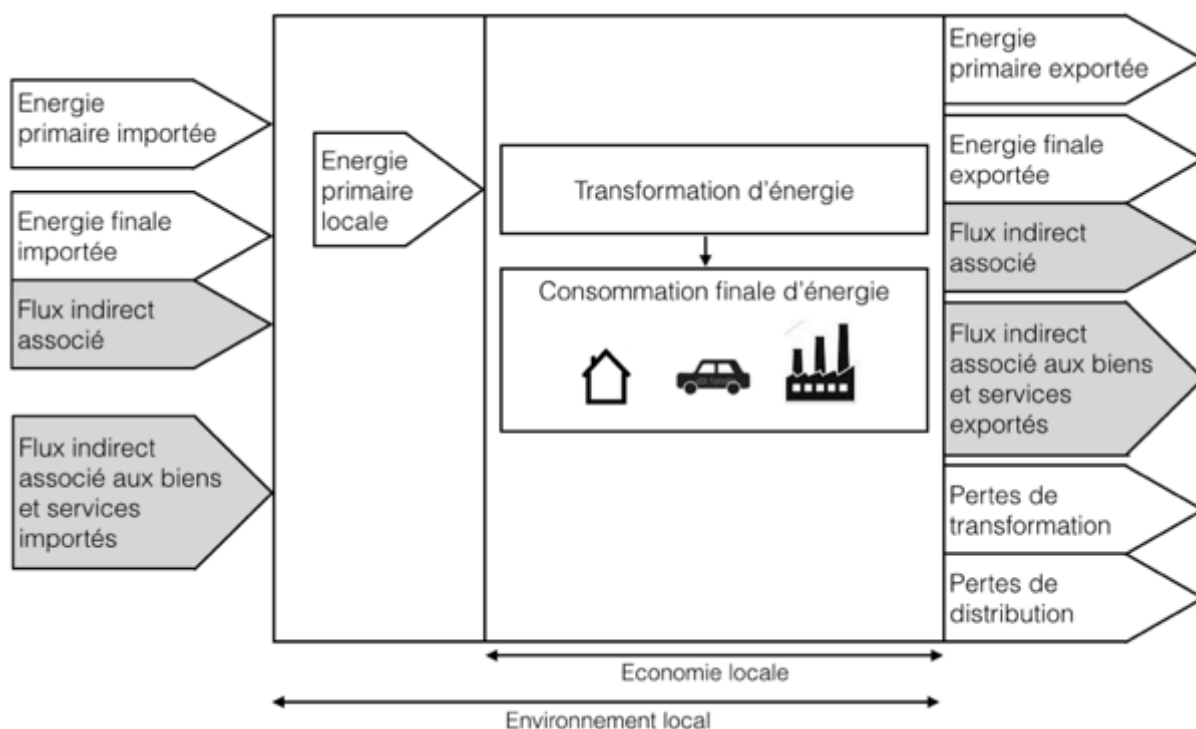 Energie
primaire importée
Energie finale
importée
Flux indirect
associé
Flux indirect
associé aux biens
et services
importés
Energie
primaire
locale
Transformation d'énergie
Consommation finale d'énergie
Energie
primaire exportée
Energie finale
exportée
Flux indirect
associé
Flux indirect
associé aux biens
et services
exportés
Pertes de
transformation
Pertes de
distribution
Economie locale
Environnement local